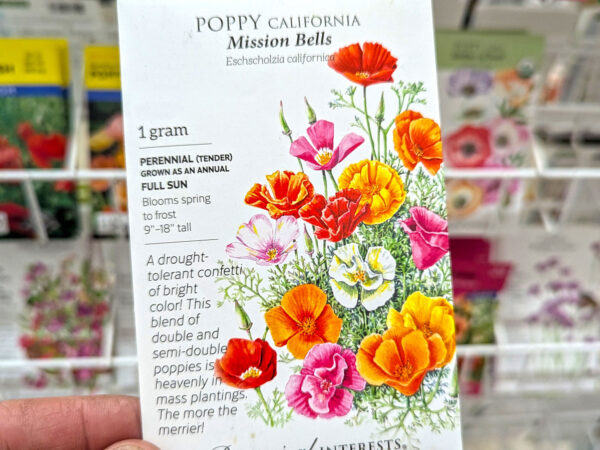 POPPY CALIFORNIA
Mission Bells
Eschscholzia californica
1 gram
PERENNIAL (TENDER)
GROWN AS AN ANNUAL
FULL SUN
Blooms spring
to frost
9"–18" tall
A drought-
tolerant confetti
of bright
color! This
blend of
double and
semi-double
poppies is
heavenly in
mass plantings.
The more the
merrier!
INTERESTS®